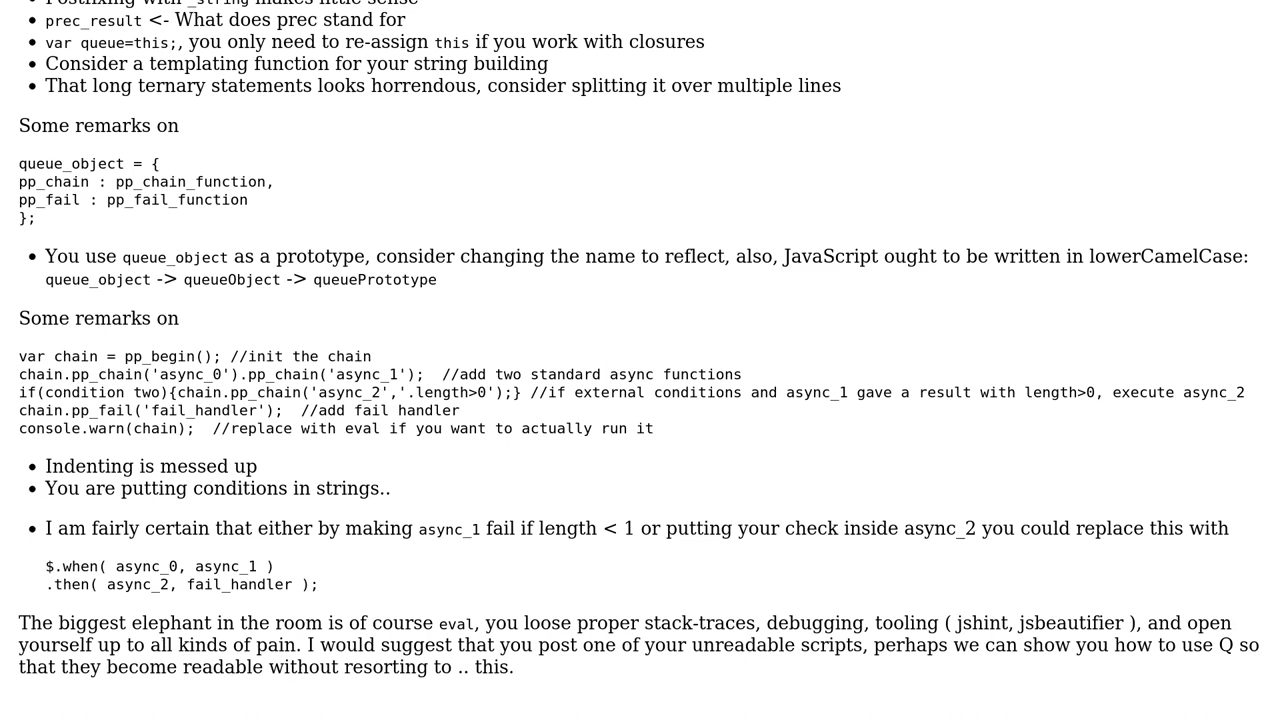 Postfixing with _string makes little sense
prec_result <- What does prec stand for
var queue=this;, you only need to re-assign this if you work with closures
Consider a templating function for your string building
That long ternary statements looks horrendous, consider splitting it over multiple lines
Some remarks on
queue_object = {
pp_chain : pp_chain_function,
pp_fail : pp_fail_function
};
You use queue_object as a prototype, consider changing the name to reflect, also, JavaScript ought to be written in lowerCamelCase:
queue_object -> queueObject -> queuePrototype
Some remarks on
var chain = pp_begin(); //init the chain
chain.pp_chain('async_0').pp_chain('async_1');  //add two standard async functions
if(condition two){chain.pp_chain('async_2','.length>0');} //if external conditions and async_1 gave a result with length>0, execute async_2
chain.pp_fail('fail_handler');  //add fail handler
console.warn(chain);  //replace with eval if you want to actually run it
Indenting is messed up
You are putting conditions in strings..
I am fairly certain that either by making async_1 fail if length < 1 or putting your check inside async_2 you could replace this with
$.when( async_0, async_1 )
.then( async_2, fail_handler );
The biggest elephant in the room is of course eval, you loose proper stack-traces, debugging, tooling ( jshint, jsbeautifier ), and open
yourself up to all kinds of pain. I would suggest that you post one of your unreadable scripts, perhaps we can show you how to use Q so
that they become readable without resorting to .. this.